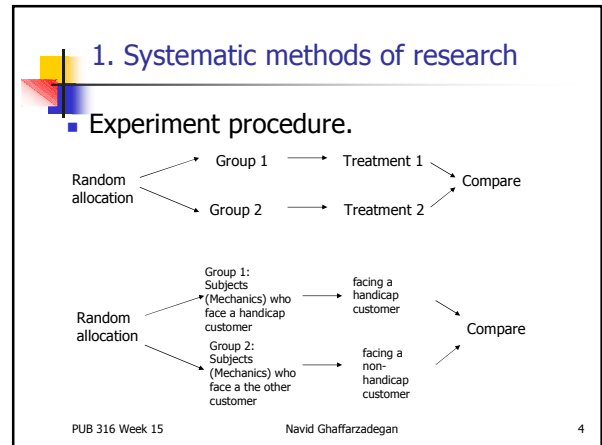 1. Systematic methods of research
Experiment procedure.
Random
allocation
Group 1
Treatment 1
Group 2
Treatment 2
Compare
Random
allocation
Group 1:
Subjects
(Mechanics) who
face a handicap
customer
facing a
handicap
customer
Group 2:
Subjects
(Mechanics) who
face a the other
customer
facing a
non-
handicap
customer
Compare
PUB 316 Week 15
Navid Ghaffarzadegan
4